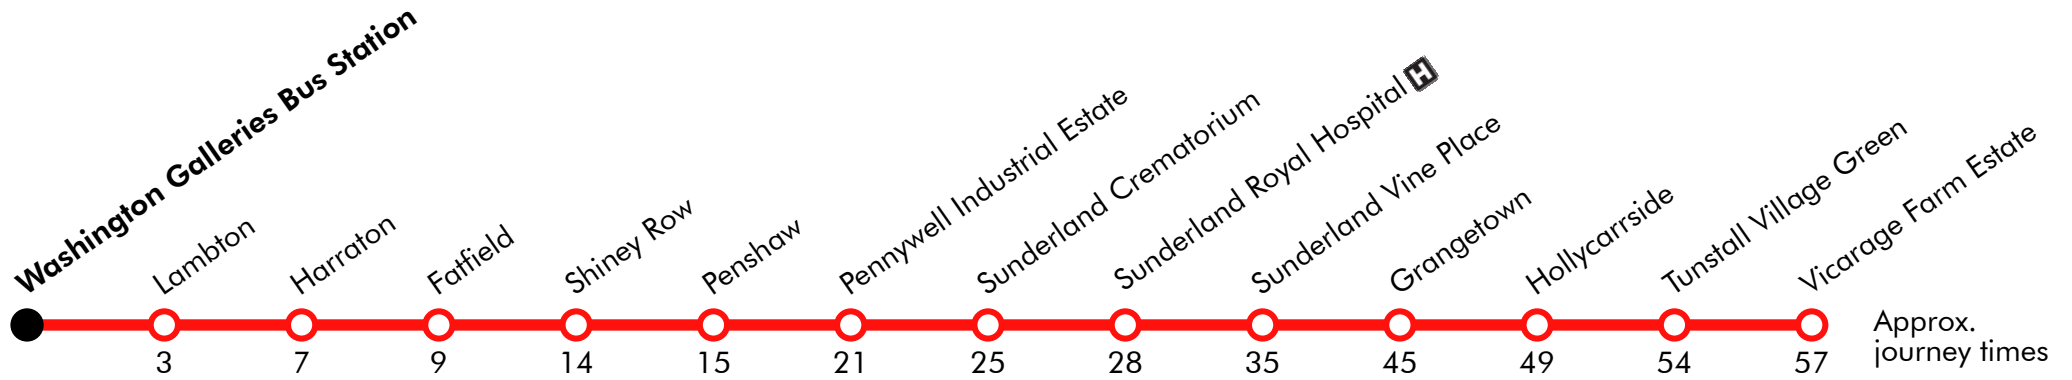 Washington Galleries Bus Station
Lambton
Harraton
Fatfield
Shiney Row
Penshaw
Pennywell Industrial Estate
Sunderland Crematorium
Sunderland Royal Hospital H
Sunderland Vine Place
Grangetown
Hollycarrside
Tunstall Village Green
Vicarage Farm Estate
3 7 9 14 15 21 25 28 35 45 49 54 57
Approx.
journey times